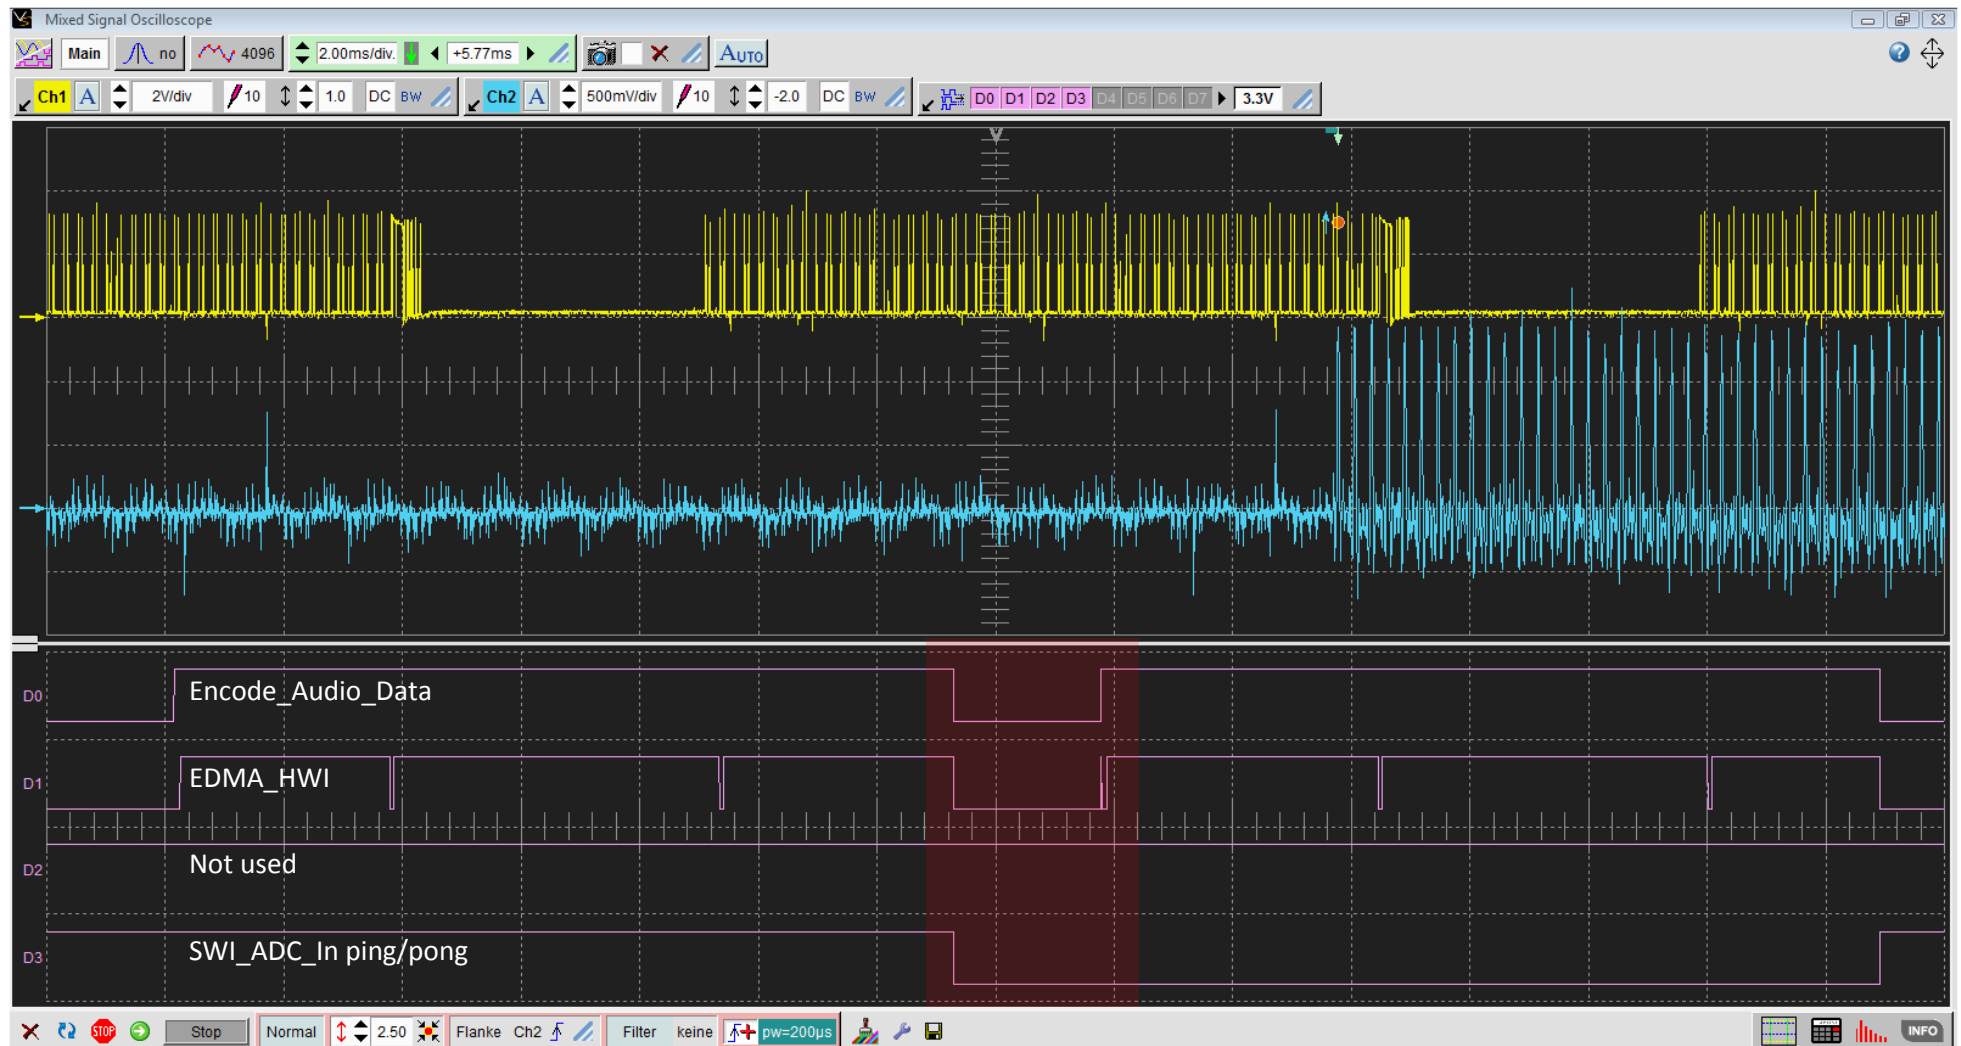 Mixed Signal Oscilloscope
Main no 4096 2.00ms/div. +5.77ms AUTO
Ch1 A 2V/div 10 1.0 DC BW Ch2 A 500mV/div 10 -2.0 DC BW D0 D1 D2 D3 D4 D5 D6 D7 3.3V
D0 Encode_Audio_Data
D1 EDMA_HWI
D2 Not used
D3 SWI_ADC_In ping/pong
STOP Stop Normal 2.50 Flanke Ch2 Filter keine pw=200µs INFO